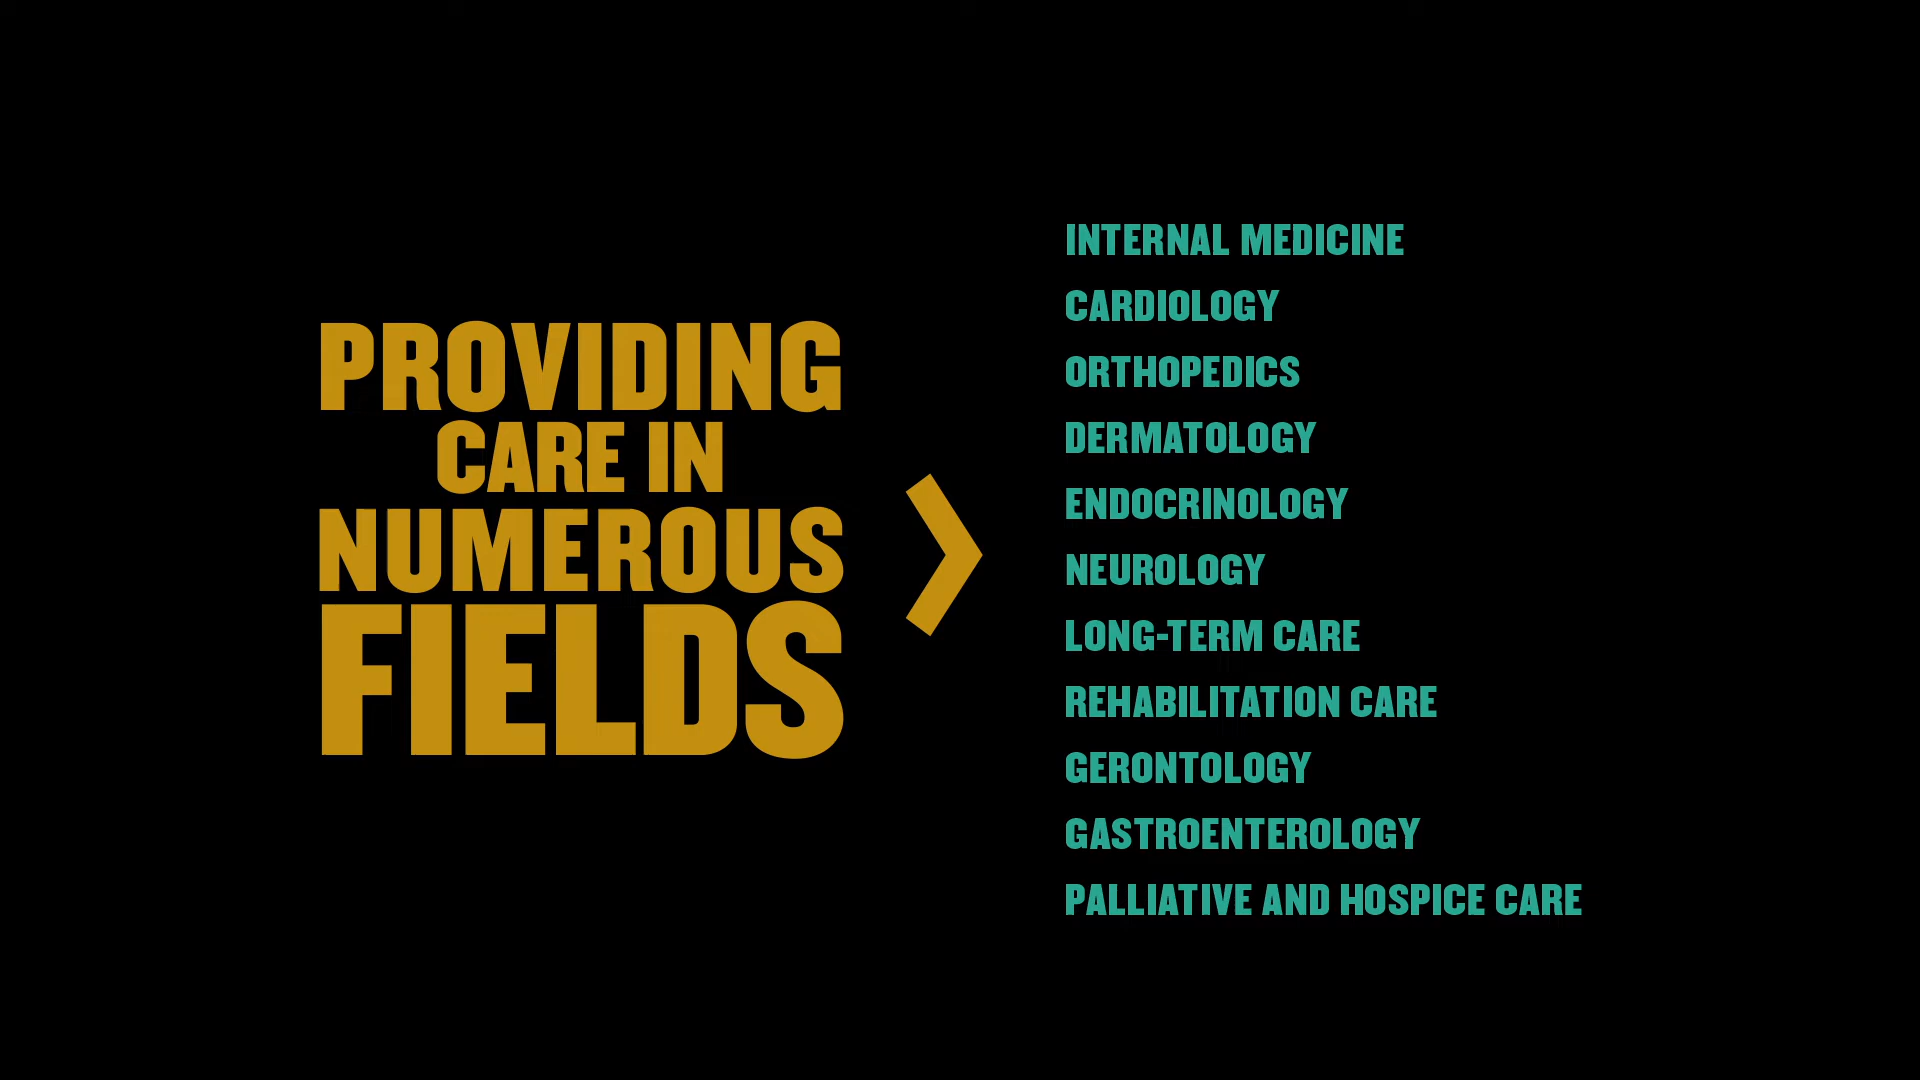 PROVIDING
CARE IN
NUMEROUS
FIELDS
INTERNAL MEDICINE
CARDIOLOGY
ORTHOPEDICS
DERMATOLOGY
ENDOCRINOLOGY
NEUROLOGY
LONG-TERM CARE
REHABILITATION CARE
GERONTOLOGY
GASTROENTEROLOGY
PALLIATIVE AND HOSPICE CARE